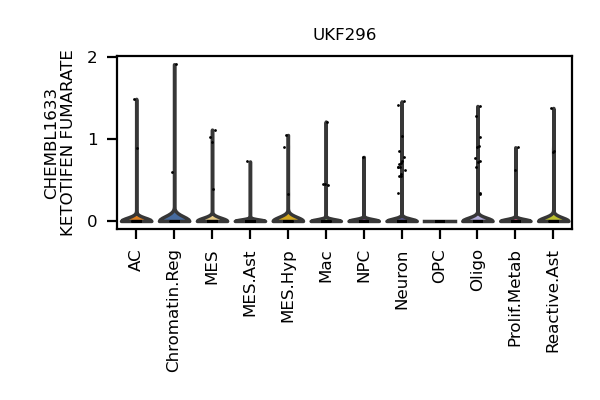 UKF296
CHEMBL1633
KETOTIFEN FUMARATE
2
1
0
AC
Chromatin.Reg
MES
MES.Ast
MES.Hyp
Mac
NPC
Neuron
OPC
Oligo
Prolif.Metab
Reactive.Ast